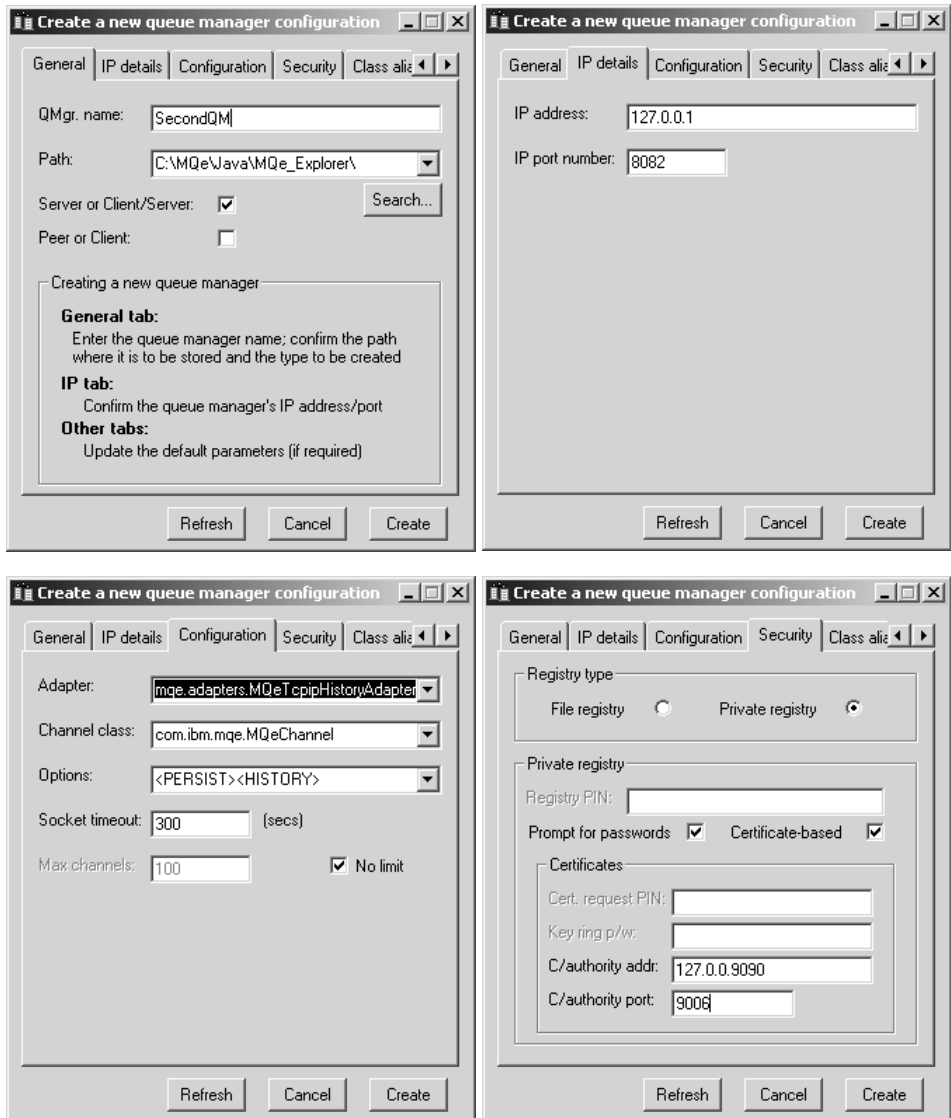 Create a new queue manager configuration
General IP details Configuration Security Class alia
QMgr. name: SecondQM
Path: C:\MQe\Java\MQe_Explorer\
Server or Client/Server: Search...
Peer or Client:
Creating a new queue manager
General tab:
Enter the queue manager name; confirm the path
where it is to be stored and the type to be created
IP tab:
Confirm the queue manager's IP address/port
Other tabs:
Update the default parameters (if required)
Refresh Cancel Create
Create a new queue manager configuration
General IP details Configuration Security Class alia
IP address: 127.0.0.1
IP port number: 8082
Refresh Cancel Create
Create a new queue manager configuration
General IP details Configuration Security Class alia
Adapter: mqe.adapters.MQeTcpipHistoryAdapter
Channel class: com.ibm.mqe.MQeChannel
Options: <PERSIST><HISTORY>
Socket timeout: 300 (secs)
Max channels: 100 No limit
Refresh Cancel Create
Create a new queue manager configuration
General IP details Configuration Security Class alia
Registry type
File registry Private registry
Private registry
Registry PIN:
Prompt for passwords Certificate-based
Certificates
Cert. request PIN:
Key ring p/w:
C/authority addr: 127.0.0.9090
C/authority port: 9006
Refresh Cancel Create